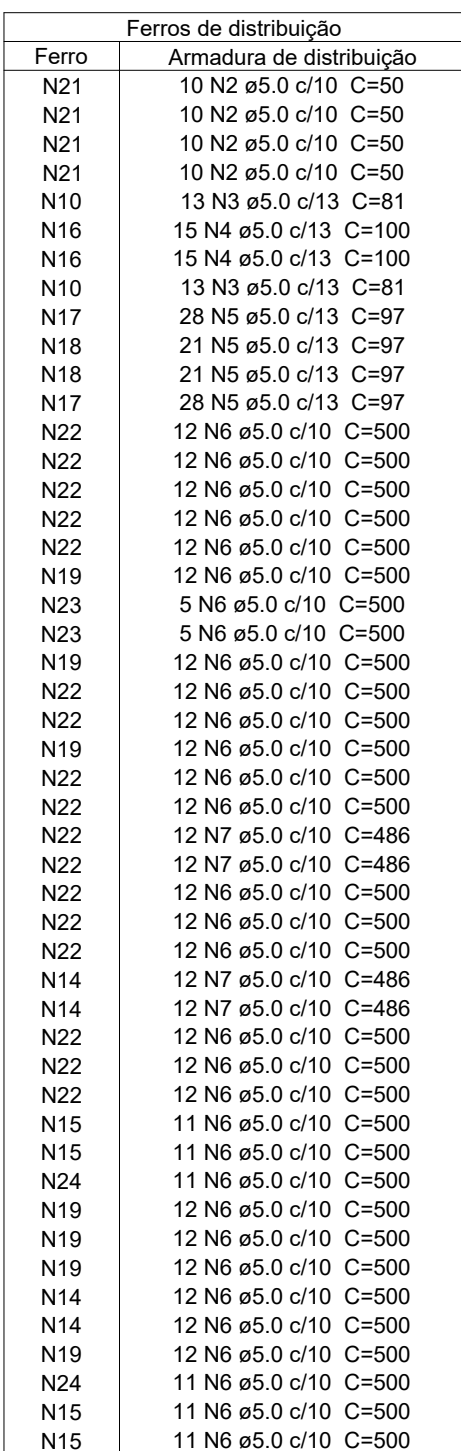 Ferros de distribuição
Ferro Armadura de distribuição
N21 10 N2 ø5.0 c/10 C=50
N21 10 N2 ø5.0 c/10 C=50
N21 10 N2 ø5.0 c/10 C=50
N21 10 N2 ø5.0 c/10 C=50
N10 13 N3 ø5.0 c/13 C=81
N16 15 N4 ø5.0 c/13 C=100
N16 15 N4 ø5.0 c/13 C=100
N10 13 N3 ø5.0 c/13 C=81
N17 28 N5 ø5.0 c/13 C=97
N18 21 N5 ø5.0 c/13 C=97
N18 21 N5 ø5.0 c/13 C=97
N17 28 N5 ø5.0 c/13 C=97
N22 12 N6 ø5.0 c/10 C=500
N22 12 N6 ø5.0 c/10 C=500
N22 12 N6 ø5.0 c/10 C=500
N22 12 N6 ø5.0 c/10 C=500
N22 12 N6 ø5.0 c/10 C=500
N19 12 N6 ø5.0 c/10 C=500
N23 5 N6 ø5.0 c/10 C=500
N23 5 N6 ø5.0 c/10 C=500
N19 12 N6 ø5.0 c/10 C=500
N22 12 N6 ø5.0 c/10 C=500
N22 12 N6 ø5.0 c/10 C=500
N19 12 N6 ø5.0 c/10 C=500
N22 12 N6 ø5.0 c/10 C=500
N22 12 N6 ø5.0 c/10 C=500
N22 12 N7 ø5.0 c/10 C=486
N22 12 N7 ø5.0 c/10 C=486
N22 12 N6 ø5.0 c/10 C=500
N22 12 N6 ø5.0 c/10 C=500
N22 12 N6 ø5.0 c/10 C=500
N14 12 N7 ø5.0 c/10 C=486
N14 12 N7 ø5.0 c/10 C=486
N22 12 N6 ø5.0 c/10 C=500
N22 12 N6 ø5.0 c/10 C=500
N22 12 N6 ø5.0 c/10 C=500
N15 11 N6 ø5.0 c/10 C=500
N15 11 N6 ø5.0 c/10 C=500
N24 11 N6 ø5.0 c/10 C=500
N19 12 N6 ø5.0 c/10 C=500
N19 12 N6 ø5.0 c/10 C=500
N19 12 N6 ø5.0 c/10 C=500
N14 12 N6 ø5.0 c/10 C=500
N14 12 N6 ø5.0 c/10 C=500
N19 12 N6 ø5.0 c/10 C=500
N24 11 N6 ø5.0 c/10 C=500
N15 11 N6 ø5.0 c/10 C=500
N15 11 N6 ø5.0 c/10 C=500